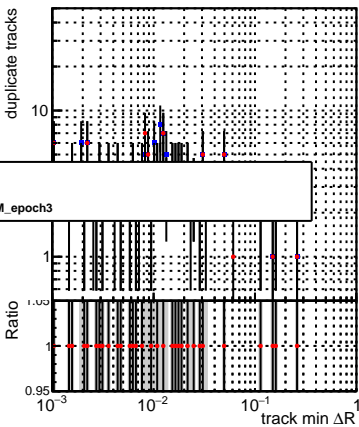 duplicate tracks
10
M_epoch3
1
Ratio
1.05
1
0.95
10⁻³
10⁻²
10⁻¹
1
track min ΔR